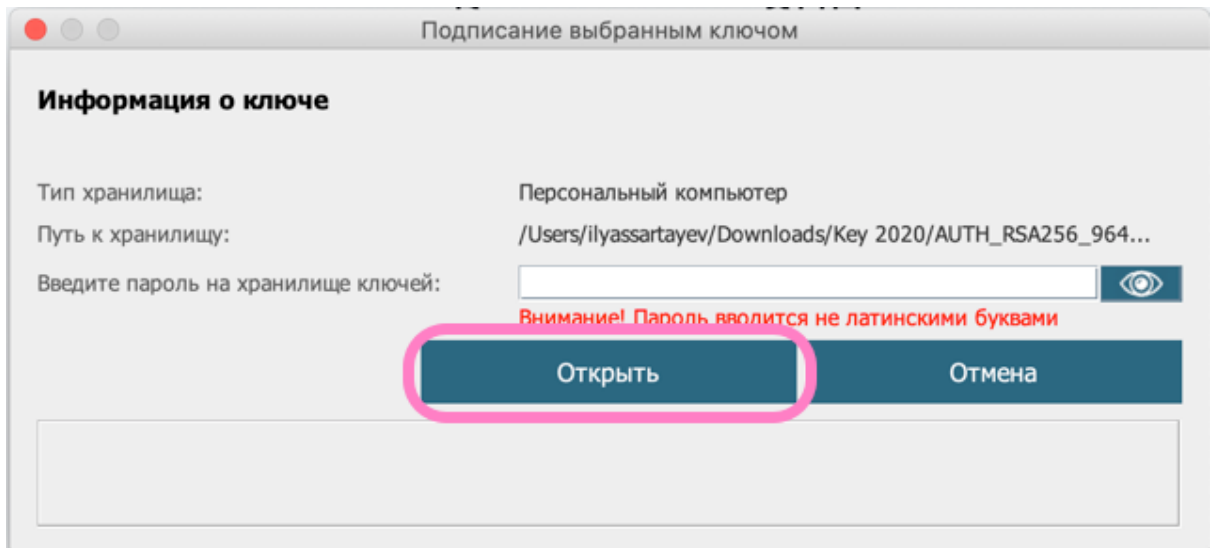 Подписание выбранным ключом
Информация о ключе
Тип хранилища: Персональный компьютер
Путь к хранилищу: /Users/ilyassartayev/Downloads/Key 2020/AUTH_RSA256_964...
Введите пароль на хранилище ключей:
Внимание! Пароль вводится не латинскими буквами
Открыть Отмена